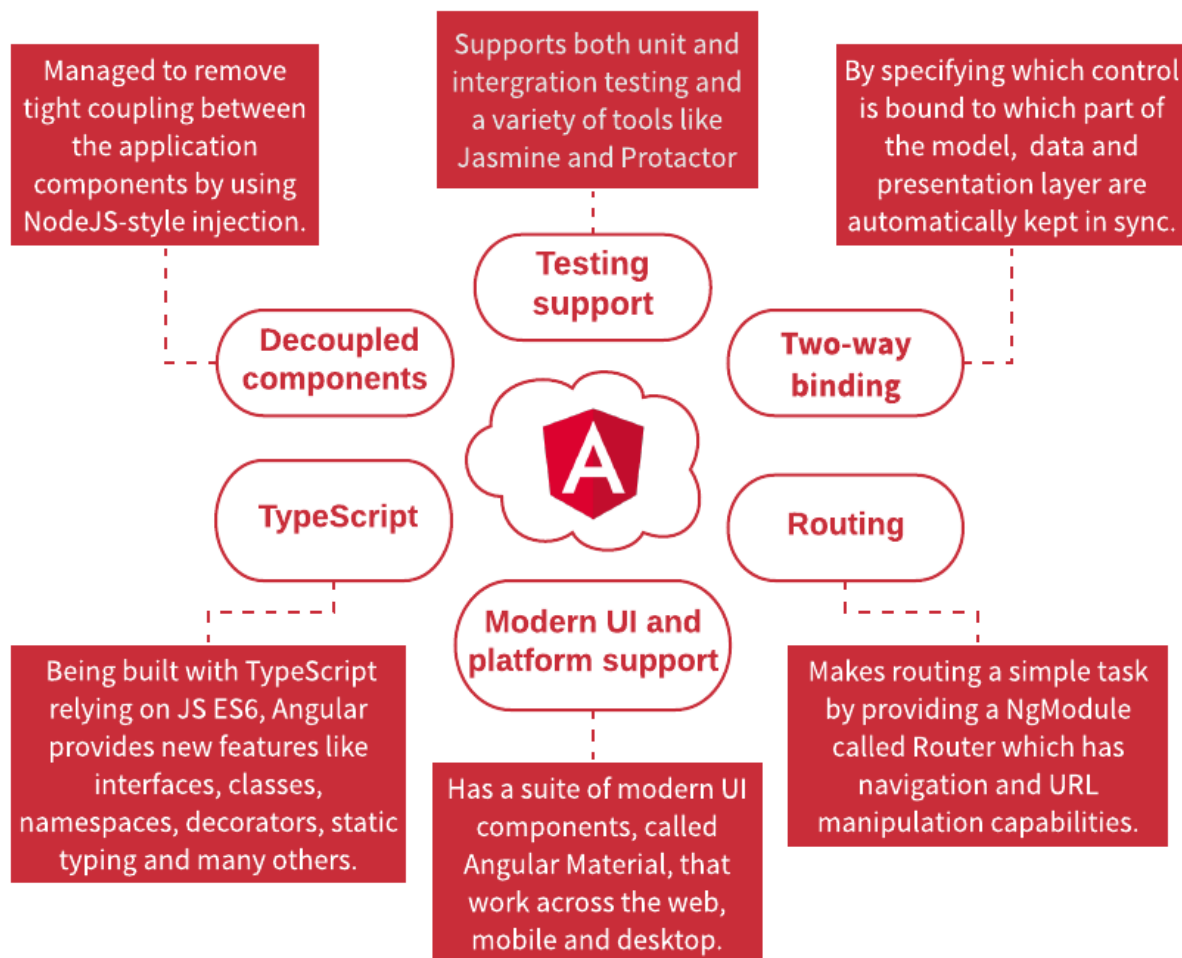 Managed to remove
tight coupling between
the application
components by using
NodeJS-style injection.
Supports both unit and
intergration testing and
a variety of tools like
Jasmine and Protactor
By specifying which control
is bound to which part of
the model, data and
presentation layer are
automatically kept in sync.
Decoupled
components
Testing
support
Two-way
binding
A
TypeScript
Routing
Modern UI and
platform support
Being built with TypeScript
relying on JS ES6, Angular
provides new features like
interfaces, classes,
namespaces, decorators, static
typing and many others.
Has a suite of modern UI
components, called
Angular Material, that
work across the web,
mobile and desktop.
Makes routing a simple task
by providing a NgModule
called Router which has
navigation and URL
manipulation capabilities.